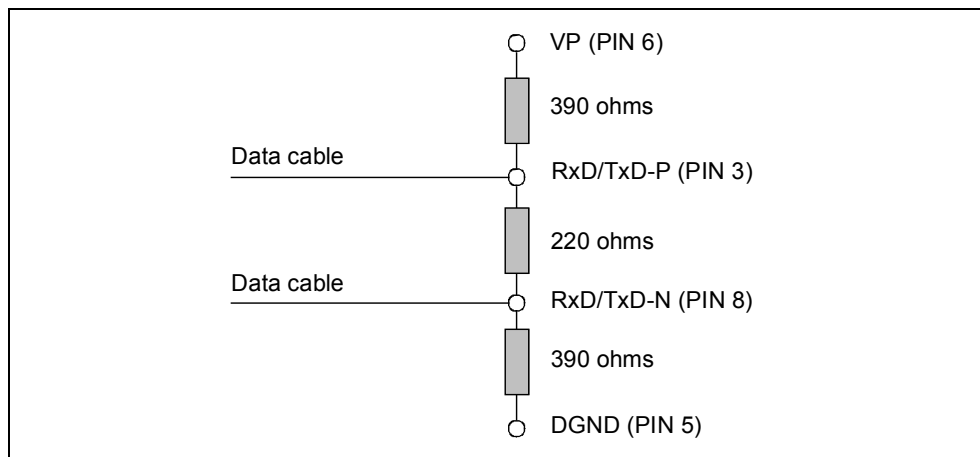 VP (PIN 6)
390 ohms
Data cable
RxD/TxD-P (PIN 3)
220 ohms
Data cable
RxD/TxD-N (PIN 8)
390 ohms
DGND (PIN 5)